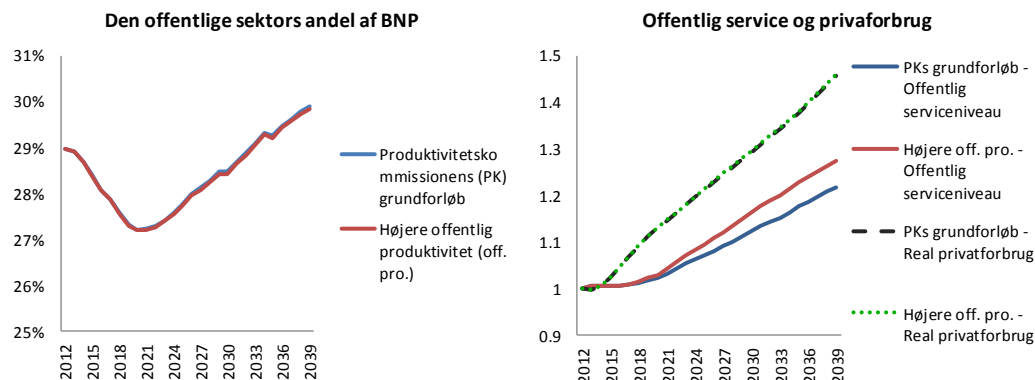 Den offentlige sektors andel af BNP
31%
30%
29%
28%
27%
26%
25%
2012
2015
2018
2021
2024
2027
2030
2033
2036
2039
Produktivitetsko
mmissionens (PK)
grundforløb
Højere offentlig
produktivitet (off.
pro.)
Offentlig service og privaforbrug
1.5
1.4
1.3
1.2
1.1
1
0.9
2012
2015
2018
2021
2024
2027
2030
2033
2036
2039
PKs grundforløb -
Offentlig
serviceniveau
Højere off. pro. -
Offentlig
serviceniveau
PKs grundforløb -
Real privatforbrug
Højere off. pro. -
Real privatforbrug